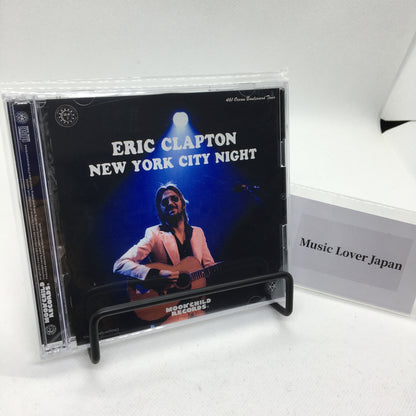 461 Ocean Boulevard Tour
ERIC CLAPTON
NEW YORK CITY NIGHT
MOONCHILD
RECORDS
Music Lover Japan